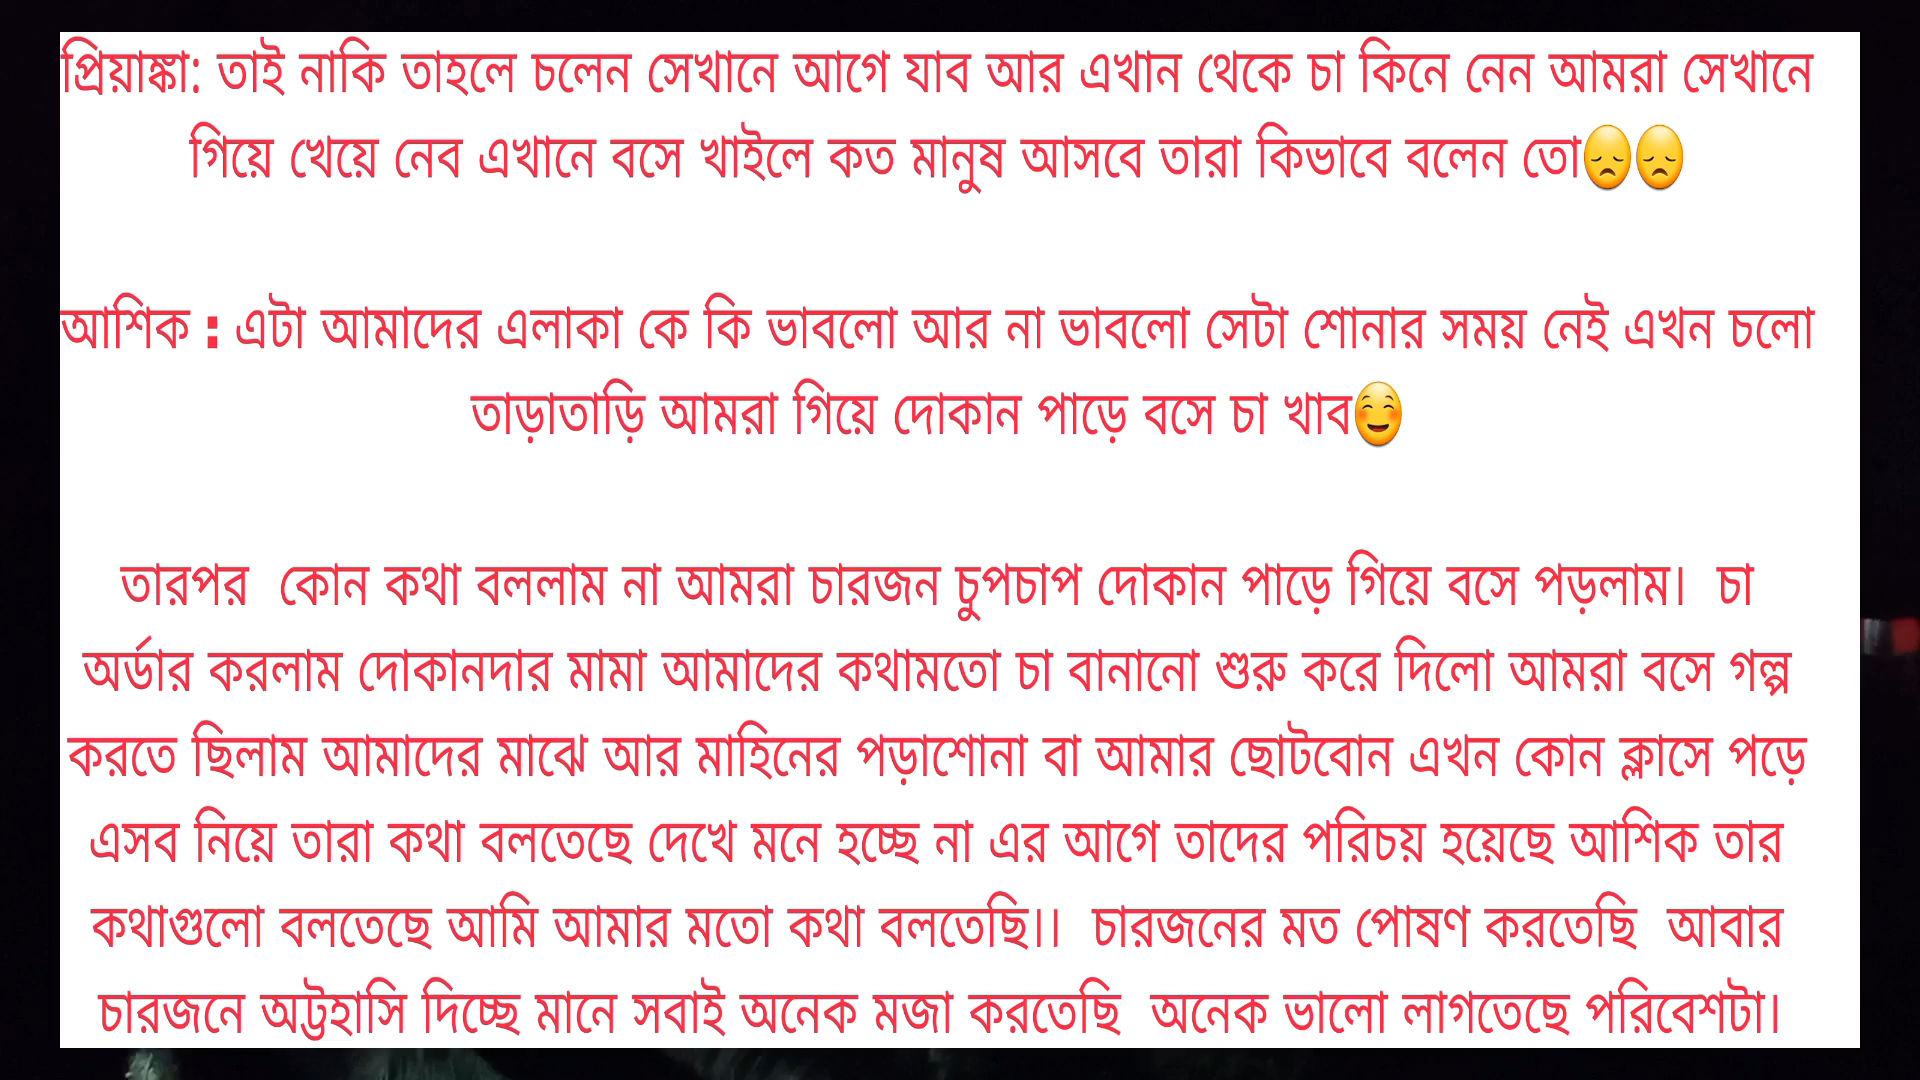 প্রিয়াঙ্কা: তাই নাকি তাহলে চলেন সেখানে আগে যাব আর এখান থেকে চা কিনে নেন আমরা সেখানে
গিয়ে খেয়ে নেব এখানে বসে খাইলে কত মানুষ আসবে তারা কিভাবে বলেন তো😞😞
আশিক : এটা আমাদের এলাকা কে কি ভাবলো আর না ভাবলো সেটা শোনার সময় নেই এখন চলো
তাড়াতাড়ি আমরা গিয়ে দোকান পাড়ে বসে চা খাব☺️
তারপর কোন কথা বললাম না আমরা চারজন চুপচাপ দোকান পাড়ে গিয়ে বসে পড়লাম। চা
অর্ডার করলাম দোকানদার মামা আমাদের কথামতো চা বানানো শুরু করে দিলো আমরা বসে গল্প
করতে ছিলাম আমাদের মাঝে আর মাহিনের পড়াশোনা বা আমার ছোটবোন এখন কোন ক্লাসে পড়ে
এসব নিয়ে তারা কথা বলতেছে দেখে মনে হচ্ছে না এর আগে তাদের পরিচয় হয়েছে আশিক তার
কথাগুলো বলতেছে আমি আমার মতো কথা বলতেছি।। চারজনের মত পোষণ করতেছি আবার
চারজনে অট্টহাসি দিচ্ছে মানে সবাই অনেক মজা করতেছি অনেক ভালো লাগতেছে পরিবেশটা।